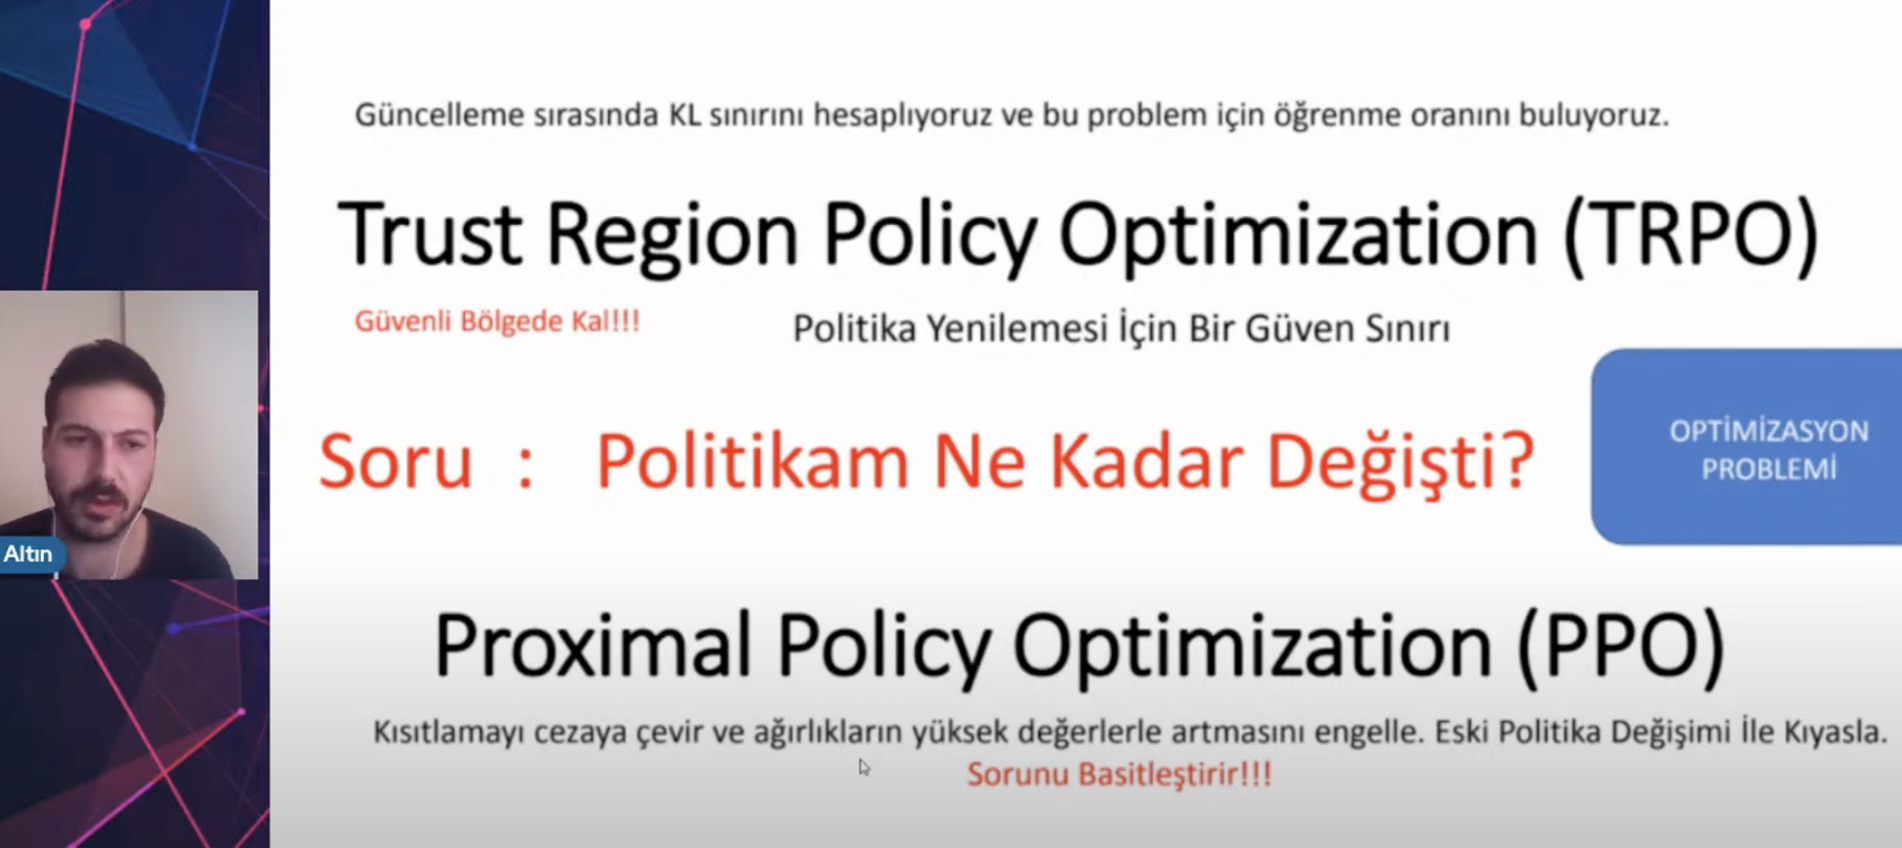 Güncelleme sırasında KL sınırını hesaplıyoruz ve bu problem için öğrenme oranını buluyoruz.
Trust Region Policy Optimization (TRPO)
Güvenli Bölgede Kal!!!
Politika Yenilemesi İçin Bir Güven Sınırı
Soru : Politikam Ne Kadar Değişti?
OPTİMİZASYON
PROBLEMİ
Altın
Proximal Policy Optimization (PPO)
Kısıtlamayı cezaya çevir ve ağırlıkların yüksek değerlerle artmasını engelle. Eski Politika Değişimi İle Kıyasla.
Sorunu Basitleştirir!!!